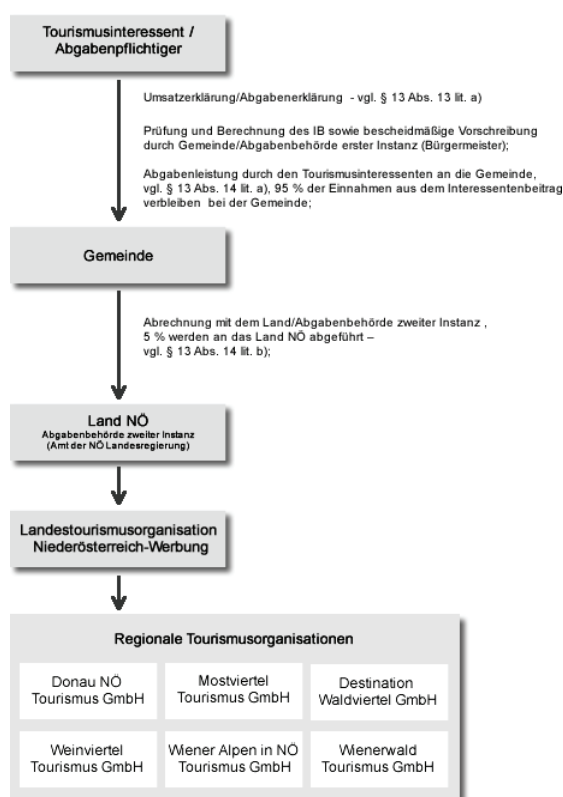 Tourismusinteressent /
Abgabenpflichtiger
Umsatzerklärung/Abgabenerklärung - vgl. § 13 Abs. 13 lit. a)
Prüfung und Berechnung des IB sowie bescheidmäßige Vorschreibung
durch Gemeinde/Abgabenbehörde erster Instanz (Bürgermeister);
Abgabenleistung durch den Tourismusinteressenten an die Gemeinde,
vgl. § 13 Abs. 14 lit. a), 95 % der Einnahmen aus dem Interessentenbeitrag
verbleiben bei der Gemeinde;
Gemeinde
Abrechnung mit dem Land/Abgabenbehörde zweiter Instanz ,
5 % werden an das Land NÖ abgeführt –
vgl. § 13 Abs. 14 lit. b);
Land NÖ
Abgabenbehörde zweiter Instanz
(Amt der NÖ Landesregierung)
Landestourismusorganisation
Niederösterreich-Werbung
Regionale Tourismusorganisationen
Donau NÖ
Tourismus GmbH
Mostviertel
Tourismus GmbH
Destination
Waldviertel GmbH
Weinviertel
Tourismus GmbH
Wiener Alpen in NÖ
Tourismus GmbH
Wienerwald
Tourismus GmbH